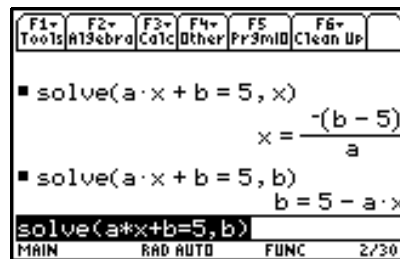 F1▾ F2▾ F3▾ F4▾ F5 F6▾
Tools Algebra Calc Other PrgmIO Clean Up
▪ solve(a·x + b = 5, x)
x = ⁻(b − 5)
a
▪ solve(a·x + b = 5, b)
b = 5 − a·x
solve(a*x+b=5,b)
MAIN RAD AUTO FUNC 2/30